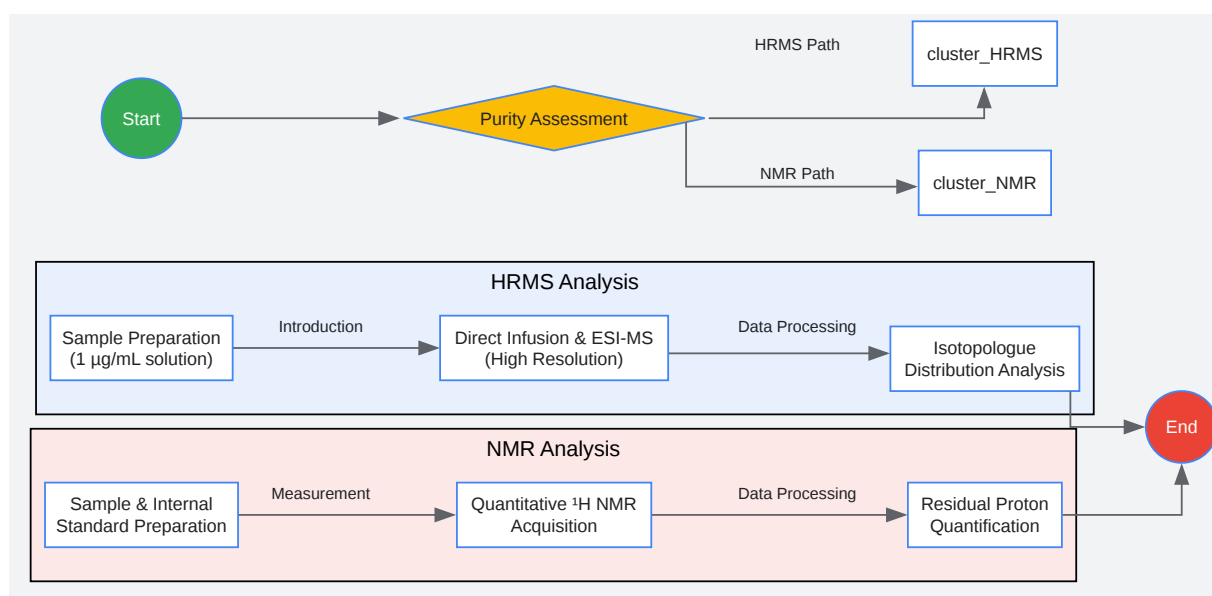 HRMS Path
cluster_HRMS
Start
Purity Assessment
NMR Path
cluster_NMR
HRMS Analysis
Sample Preparation
(1 µg/mL solution)
Introduction
Direct Infusion & ESI-MS
(High Resolution)
Data Processing
Isotopologue
Distribution Analysis
End
NMR Analysis
Sample & Internal
Standard Preparation
Measurement
Quantitative ¹H NMR
Acquisition
Data Processing
Residual Proton
Quantification